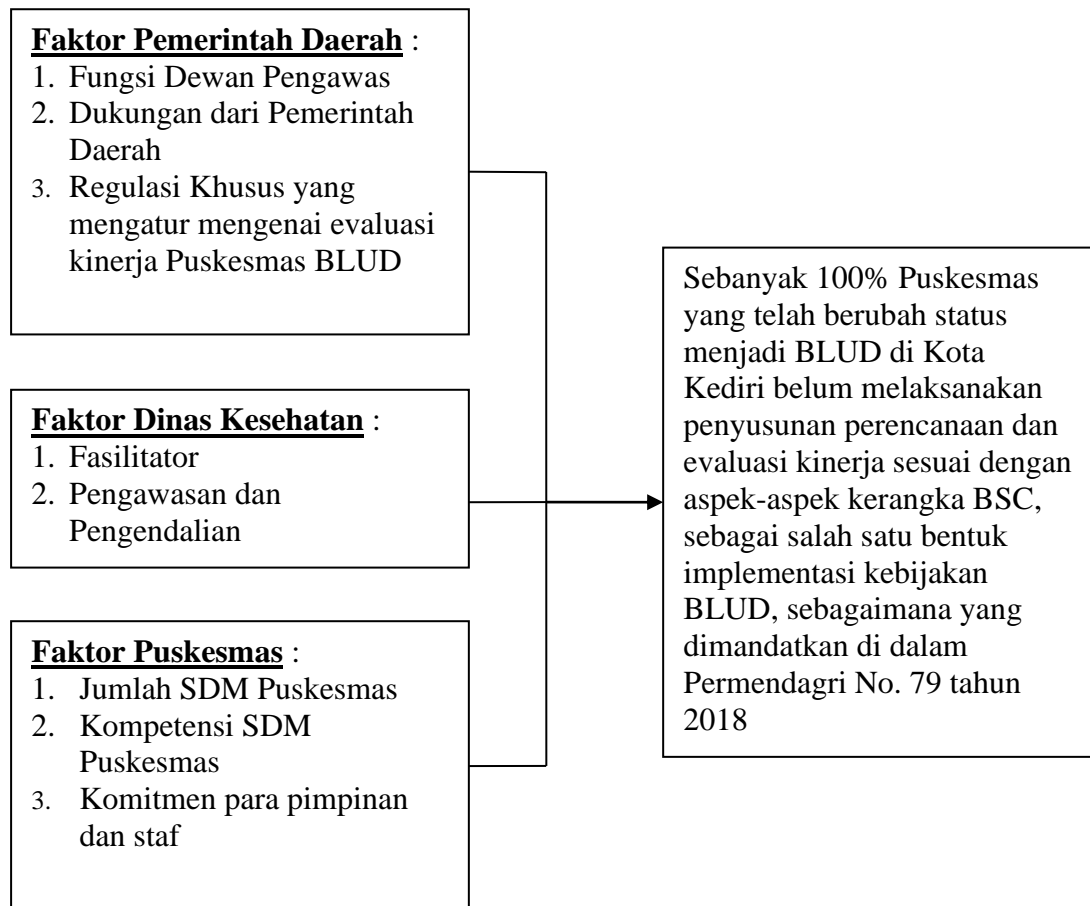 Faktor Pemerintah Daerah :
1. Fungsi Dewan Pengawas
2. Dukungan dari Pemerintah
Daerah
3. Regulasi Khusus yang
mengatur mengenai evaluasi
kinerja Puskesmas BLUD
Faktor Dinas Kesehatan :
1. Fasilitator
2. Pengawasan dan
Pengendalian
Faktor Puskesmas :
1. Jumlah SDM Puskesmas
2. Kompetensi SDM
Puskesmas
3. Komitmen para pimpinan
dan staf
Sebanyak 100% Puskesmas
yang telah berubah status
menjadi BLUD di Kota
Kediri belum melaksanakan
penyusunan perencanaan dan
evaluasi kinerja sesuai dengan
aspek-aspek kerangka BSC,
sebagai salah satu bentuk
implementasi kebijakan
BLUD, sebagaimana yang
dimandatkan di dalam
Permendagri No. 79 tahun
2018